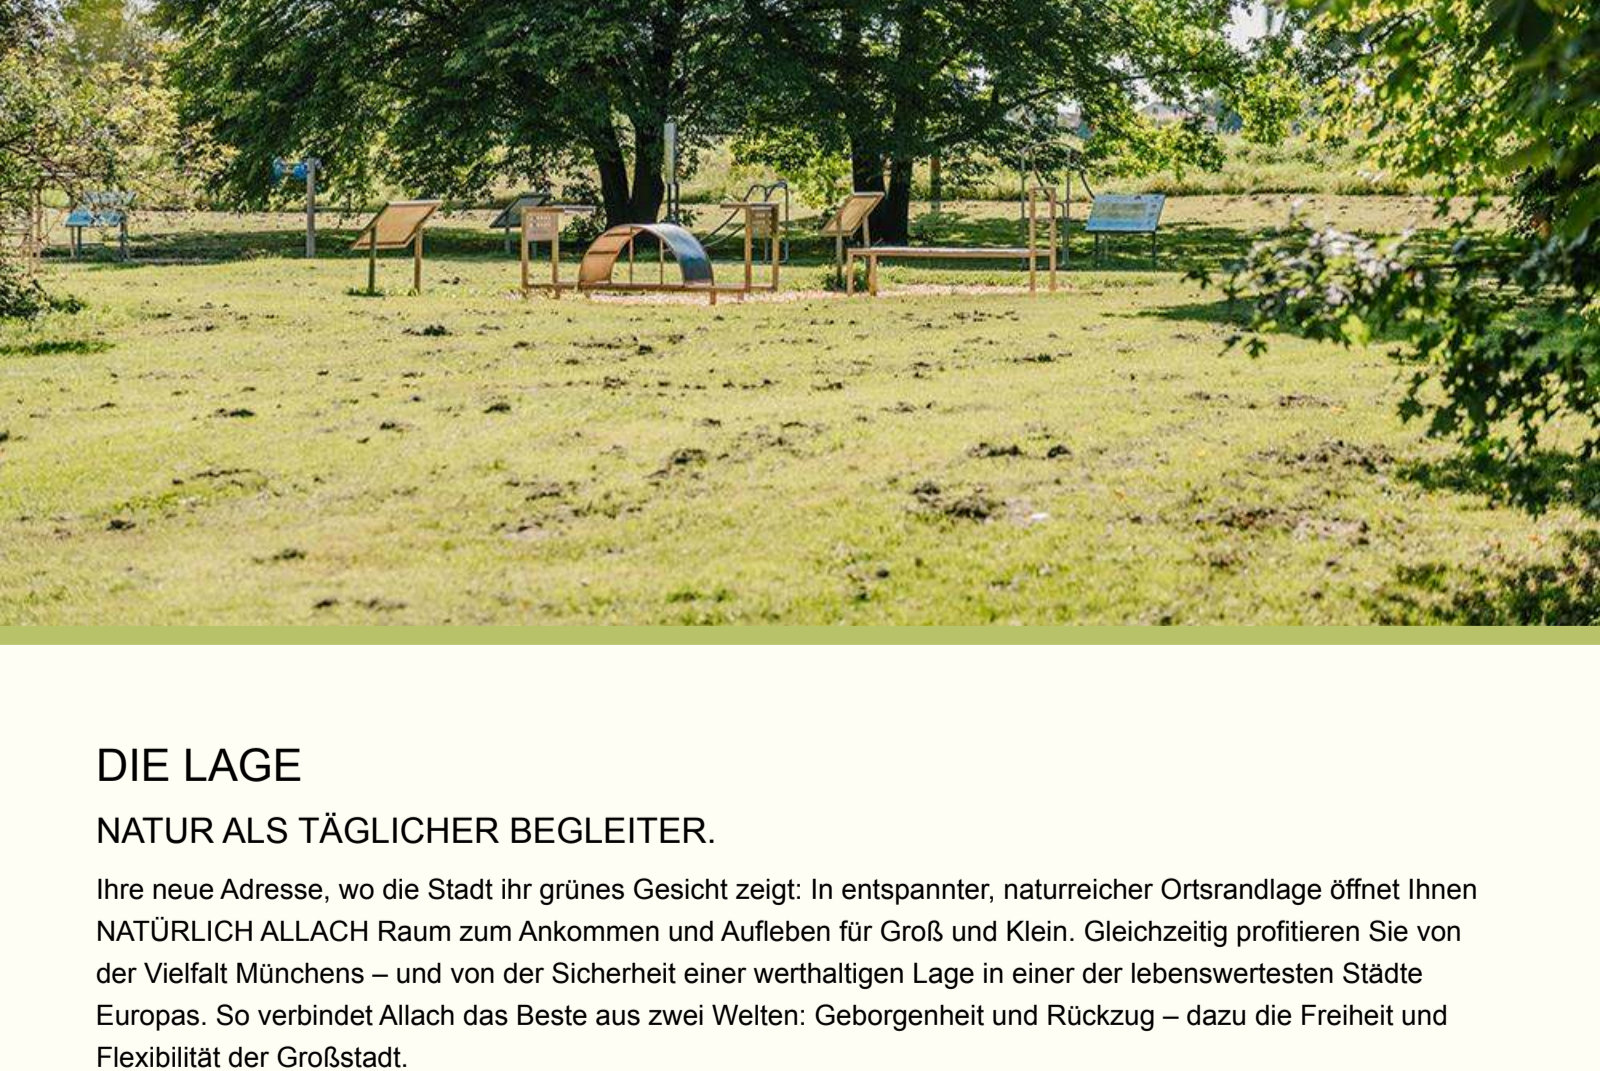 DIE LAGE
NATUR ALS TÄGLICHER BEGLEITER.
Ihre neue Adresse, wo die Stadt ihr grünes Gesicht zeigt: In entspannter, naturreicher Ortsrandlage öffnet Ihnen
NATÜRLICH ALLACH Raum zum Ankommen und Aufleben für Groß und Klein. Gleichzeitig profitieren Sie von
der Vielfalt Münchens – und von der Sicherheit einer werthaltigen Lage in einer der lebenswertesten Städte
Europas. So verbindet Allach das Beste aus zwei Welten: Geborgenheit und Rückzug – dazu die Freiheit und
Flexibilität der Großstadt.